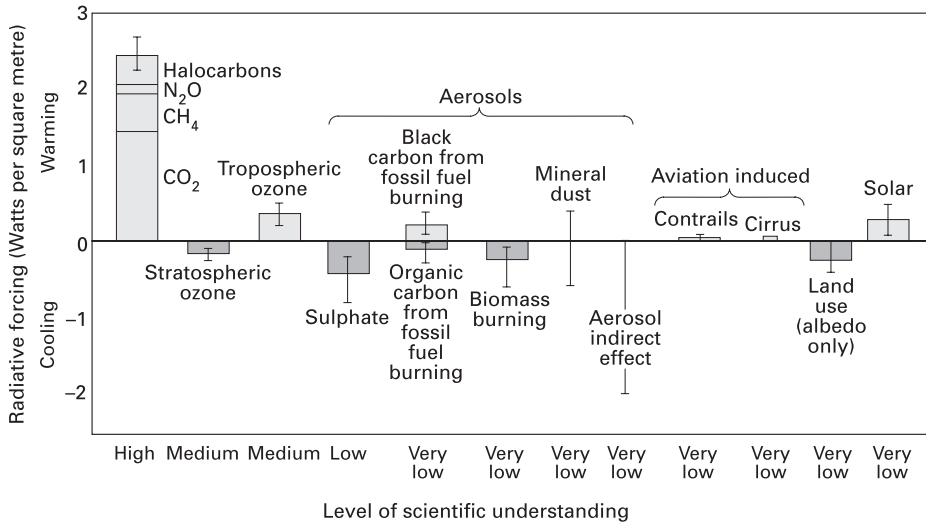 Radiative forcing (Watts per square metre)
Cooling
Warming
3
2
1
0
–1
–2
Halocarbons
N₂O
CH₄
CO₂
Stratospheric
ozone
Tropospheric
ozone
Aerosols
Sulphate
Black
carbon from
fossil fuel
burning
Organic
carbon
from
fossil
fuel
burning
Biomass
burning
Mineral
dust
Aerosol
indirect
effect
Aviation induced
Contrails
Cirrus
Land
use
(albedo
only)
Solar
High
Medium
Medium
Low
Very
low
Very
low
Very
low
Very
low
Very
low
Very
low
Very
low
Very
low
Level of scientific understanding